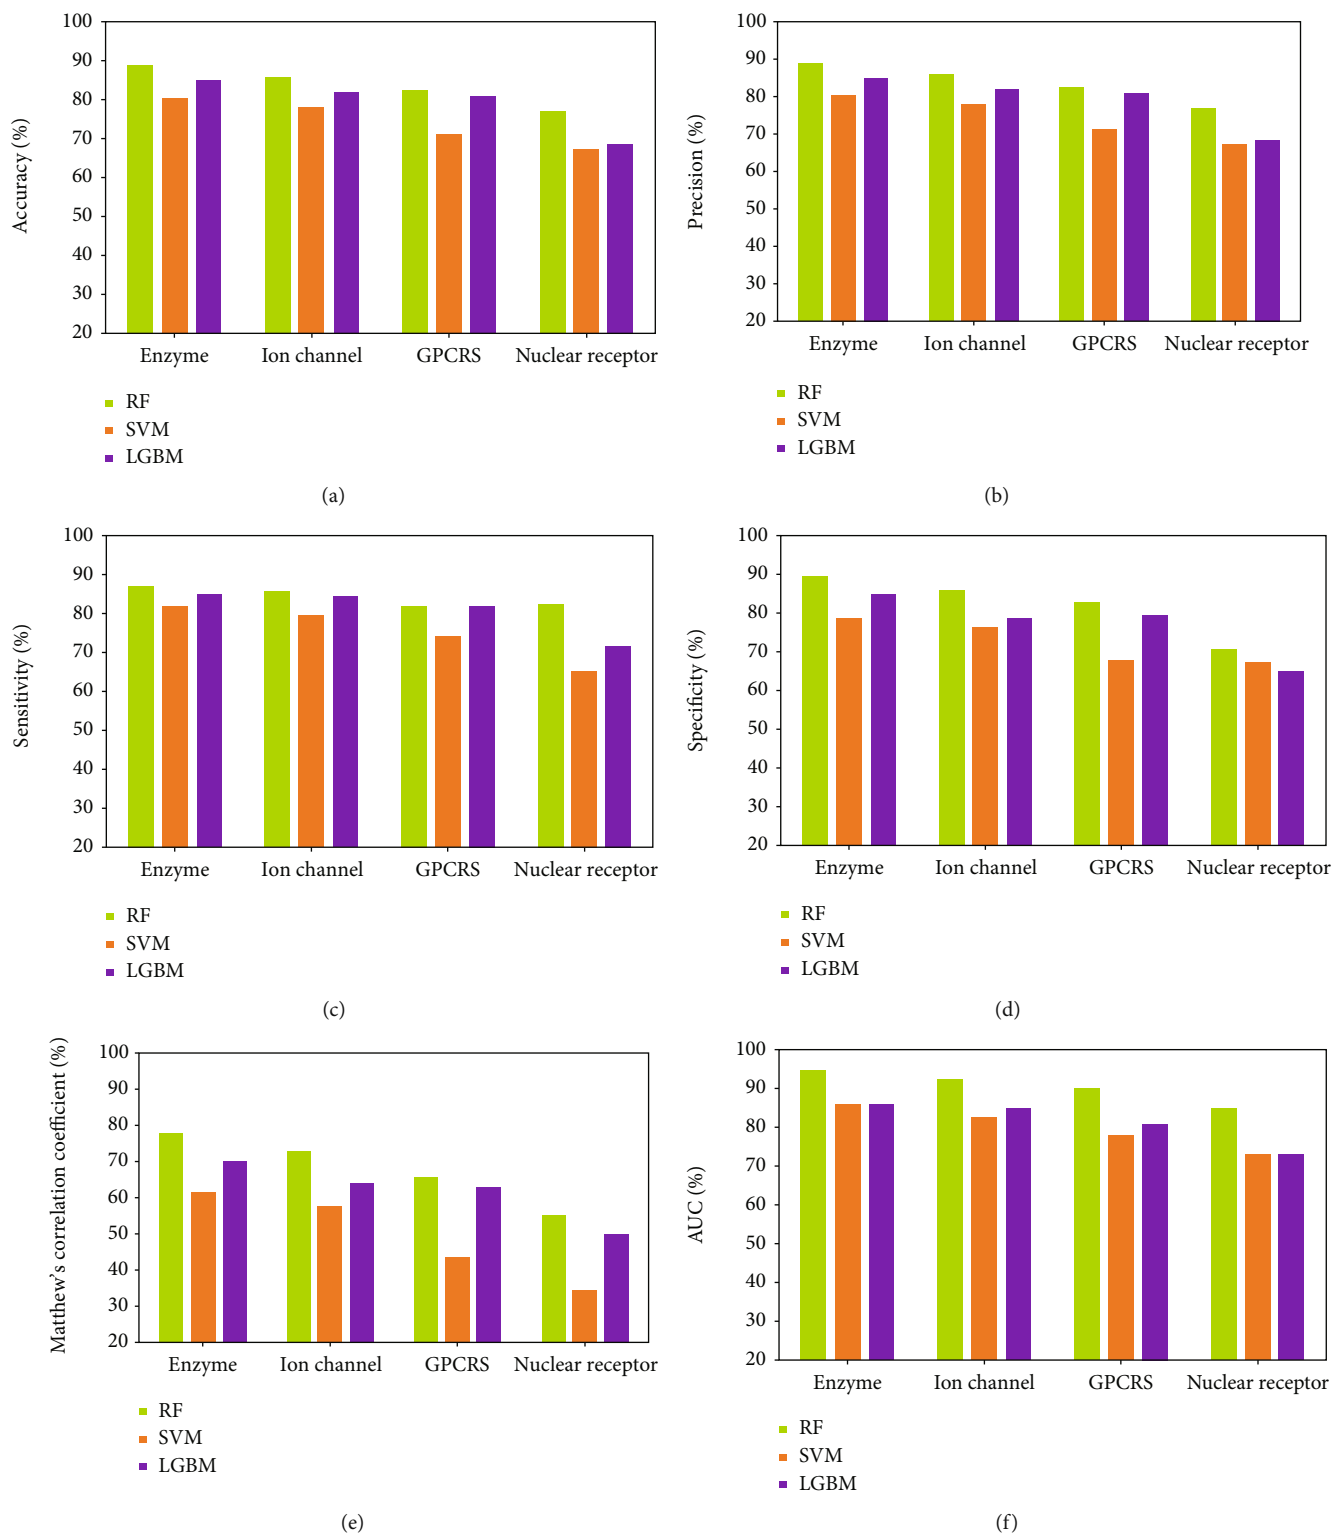 100
90
80
70
60
50
40
30
20
Accuracy (%)
Enzyme Ion channel GPCRS Nuclear receptor
RF
SVM
LGBM
(a)
100
90
80
70
60
50
40
30
20
Precision (%)
Enzyme Ion channel GPCRS Nuclear receptor
RF
SVM
LGBM
(b)
100
90
80
70
60
50
40
30
20
Sensitivity (%)
Enzyme Ion channel GPCRS Nuclear receptor
RF
SVM
LGBM
(c)
100
90
80
70
60
50
40
30
20
Specificity (%)
Enzyme Ion channel GPCRS Nuclear receptor
RF
SVM
LGBM
(d)
100
90
80
70
60
50
40
30
20
Matthew's correlation coefficient (%)
Enzyme Ion channel GPCRS Nuclear receptor
RF
SVM
LGBM
(e)
100
90
80
70
60
50
40
30
20
AUC (%)
Enzyme Ion channel GPCRS Nuclear receptor
RF
SVM
LGBM
(f)